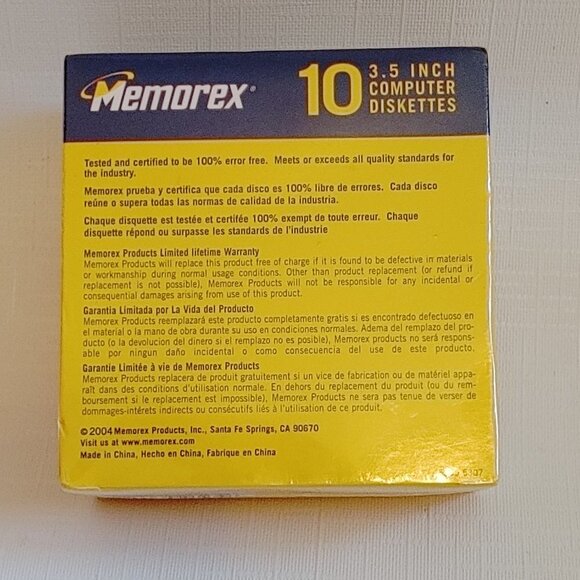 Memorex®
10 3.5 INCH
COMPUTER
DISKETTES
Tested and certified to be 100% error free. Meets or exceeds all quality standards for
the industry.
Memorex prueba y certifica que cada disco es 100% libre de errores. Cada disco
reúne o supera todas las normas de calidad de la industria.
Chaque disquette est testée et certifée 100% exempt de toute erreur. Chaque
disquette répond ou surpasse les standards de l'industrie
Memorex Products Limited lifetime Warranty
Memorex Products will replace this product free of charge if it is found to be defective in materials
or workmanship during normal usage conditions. Other than product replacement (or refund if
replacement is not possible), Memorex Products will not be responsible for any incidental or
consequential damages arising from use of this product.
Garantia Limitada por La Vida del Producto
Memorex Products reemplazará este producto completamente gratis si es encontrado defectuoso en
el material o la mano de obra durante su uso en condiciones normales. Adema del remplazo del pro-
ducto (o la devolucion del dinero si el remplazo no es posible), Memorex products no será respons-
able por ningun daño incidental o como consecuencia del use de este producto.
Garantie Limitée à vie de Memorex Products
Memorex Products replacera de produit gratuitement si un vice de fabrication ou de matériel appa-
raît dans des conditions d'utilisation normale. En dehors du replacement du produit (ou du rem-
boursement si le replacement est impossible), Memorex Products ne sera pas tenue de verser de
dommages-intérets indirects ou consécutifs liés à l'utilisation de ce produit.
© 2004 Memorex Products, Inc., Santa Fe Springs, CA 90670
Visit us at www.memorex.com
Made in China, Hecho en China, Fabrique en China